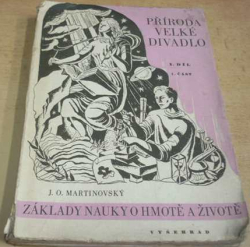 PŘÍRODA
VELKÉ
DIVADLO
I. DÍL
1. ČÁST
J. O. MARTINOVSKÝ
ZÁKLADY NAUKY O HMOTĚ A ŽIVOTĚ
VYŠEHRAD